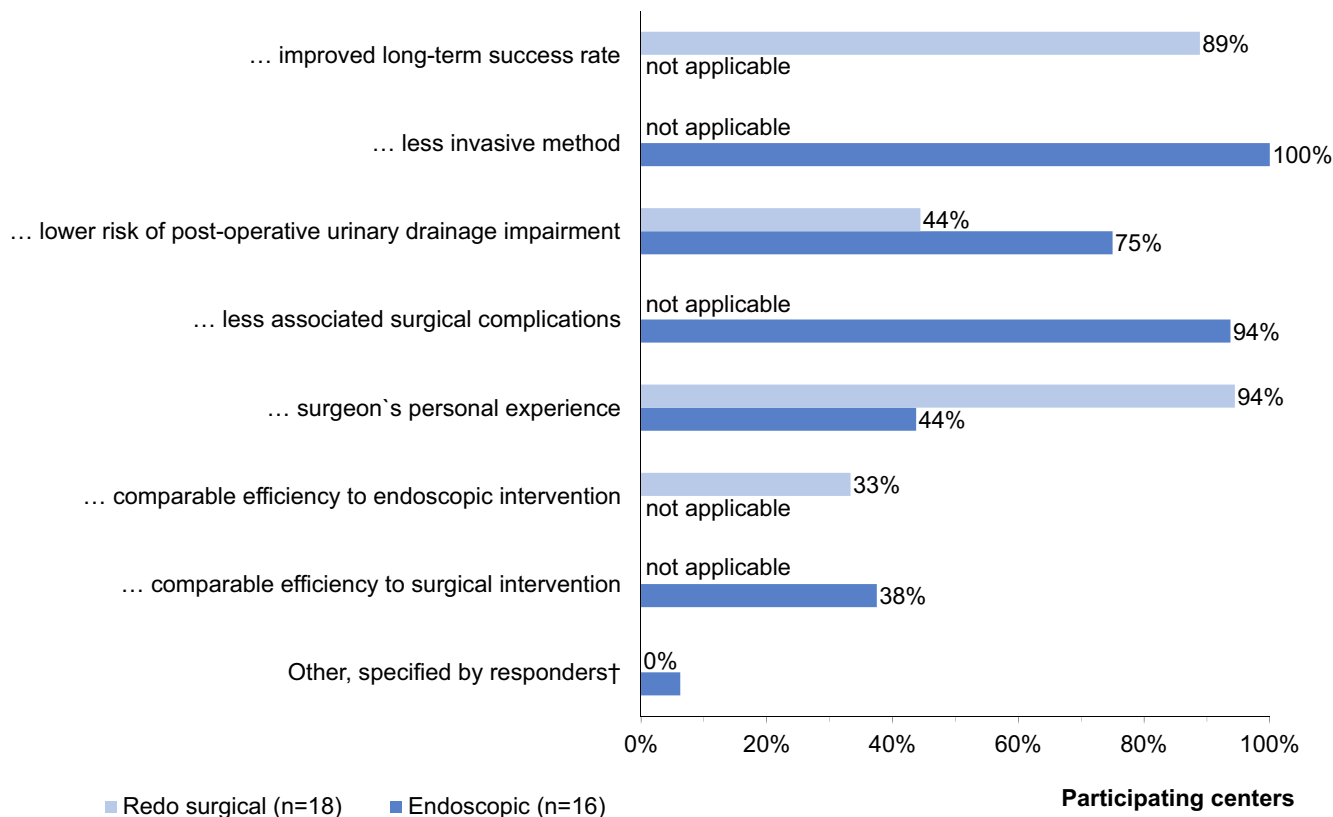 … improved long-term success rate
89%
not applicable
… less invasive method
not applicable
100%
… lower risk of post-operative urinary drainage impairment
44%
75%
… less associated surgical complications
not applicable
94%
… surgeon`s personal experience
94%
44%
… comparable efficiency to endoscopic intervention
33%
not applicable
… comparable efficiency to surgical intervention
not applicable
38%
Other, specified by responders†
0%
0% 20% 40% 60% 80% 100%
Redo surgical (n=18) Endoscopic (n=16)
Participating centers